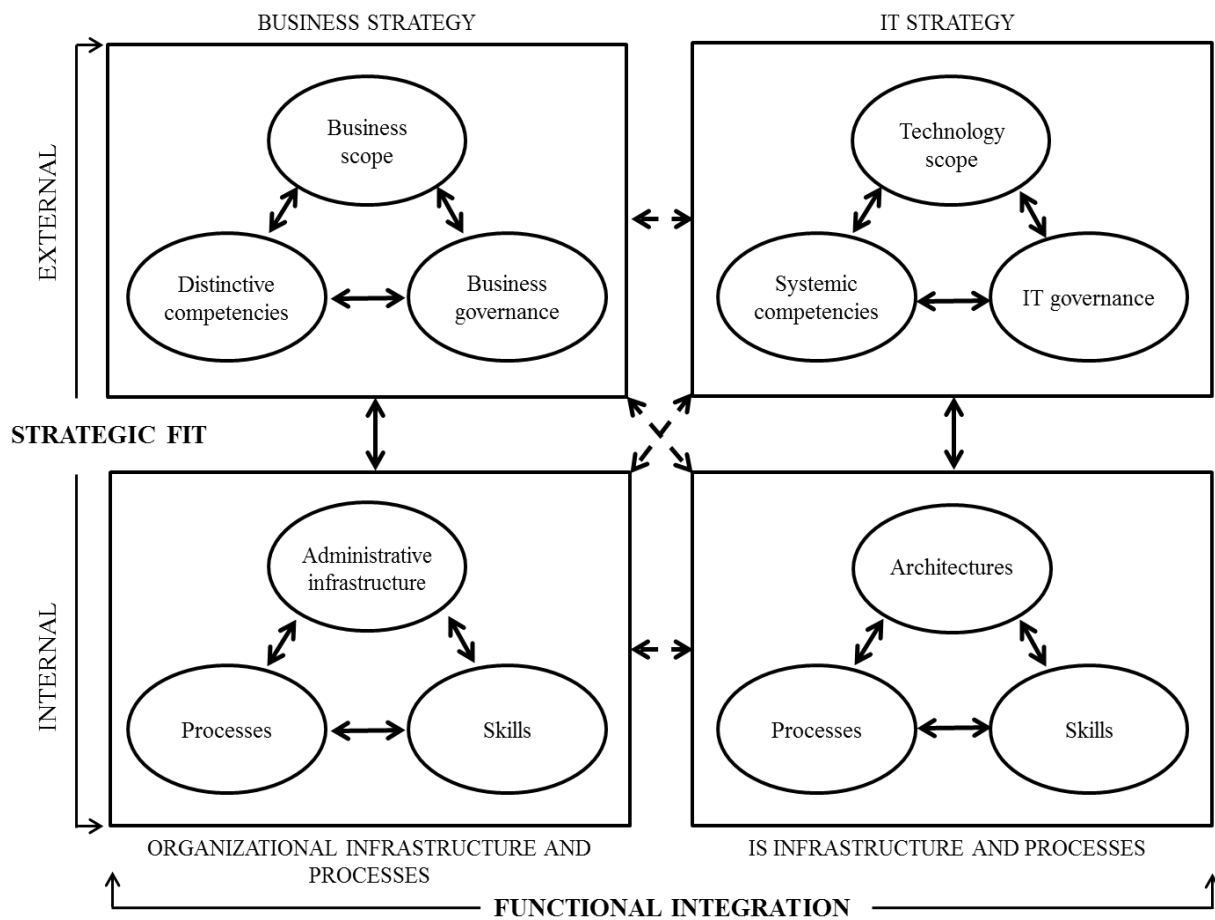 BUSINESS STRATEGY
IT STRATEGY
EXTERNAL
Business
scope
Distinctive
competencies
Business
governance
Technology
scope
Systemic
competencies
IT governance
STRATEGIC FIT
INTERNAL
Administrative
infrastructure
Processes
Skills
Architectures
Processes
Skills
ORGANIZATIONAL INFRASTRUCTURE AND
PROCESSES
IS INFRASTRUCTURE AND PROCESSES
FUNCTIONAL INTEGRATION